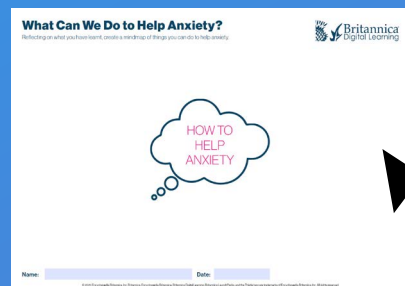 What Can We Do to Help Anxiety?
Britannica
Digital Learning
Reflecting on what you have learnt, create a mindmap of things you can do to help anxiety.
HOW TO
HELP
ANXIETY
Name:
Date: